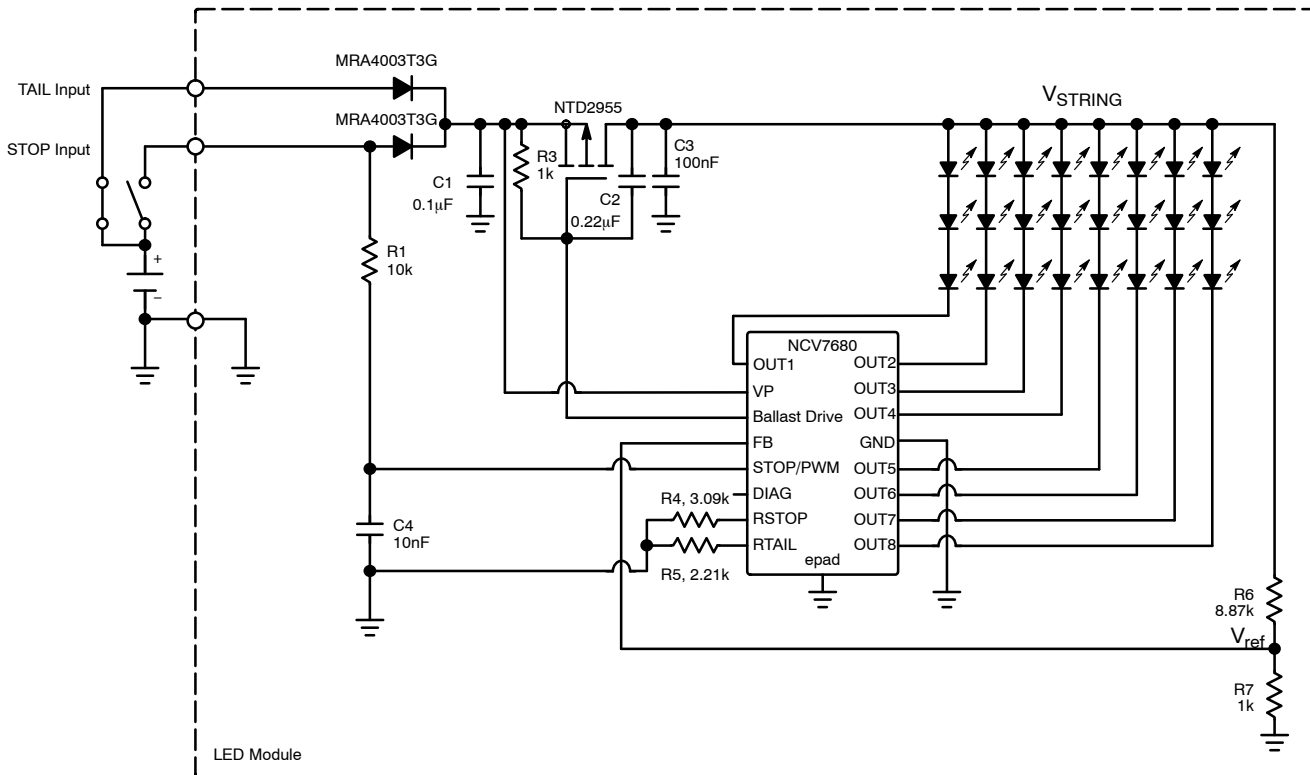 MRA4003T3G
TAIL Input
MRA4003T3G
STOP Input
NTD2955
VSTRING
R3
1k
C3
100nF
C1
0.1µF
C2
0.22µF
R1
10k
+
−
NCV7680
OUT1
VP
Ballast Drive
FB
STOP/PWM
DIAG
RSTOP
RTAIL
OUT2
OUT3
OUT4
GND
OUT5
OUT6
OUT7
OUT8
epad
R4, 3.09k
R5, 2.21k
C4
10nF
R6
8.87k
Vref
R7
1k
LED Module